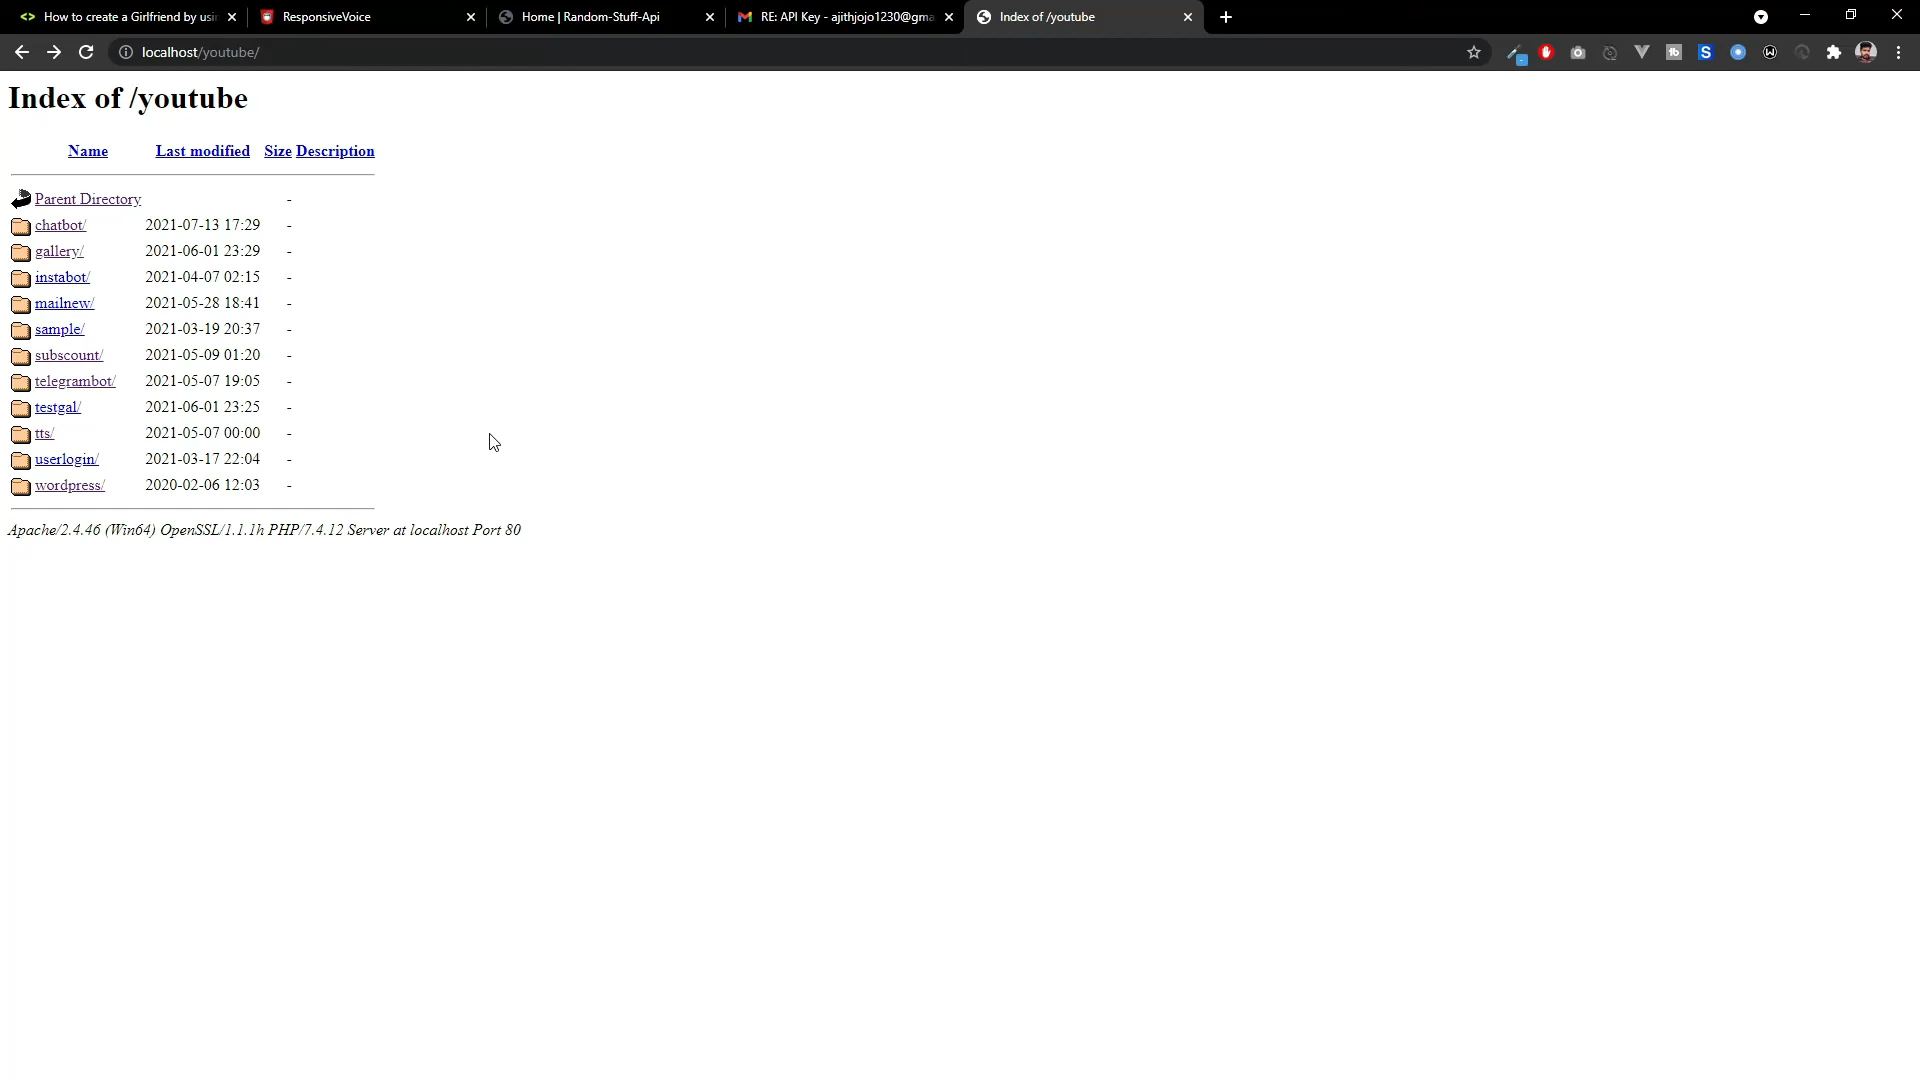 How to create a Girlfriend by usin
ResponsiveVoice
Home | Random-Stuff-Api
RE: API Key - ajithjojo1230@gma
Index of /youtube
localhost/youtube/
Index of /youtube
Name Last modified Size Description
Parent Directory -
chatbot/ 2021-07-13 17:29 -
gallery/ 2021-06-01 23:29 -
instabot/ 2021-04-07 02:15 -
mailnew/ 2021-05-28 18:41 -
sample/ 2021-03-19 20:37 -
subscount/ 2021-05-09 01:20 -
telegrambot/ 2021-05-07 19:05 -
testgal/ 2021-06-01 23:25 -
tts/ 2021-05-07 00:00 -
userlogin/ 2021-03-17 22:04 -
wordpress/ 2020-02-06 12:03 -
Apache/2.4.46 (Win64) OpenSSL/1.1.1h PHP/7.4.12 Server at localhost Port 80